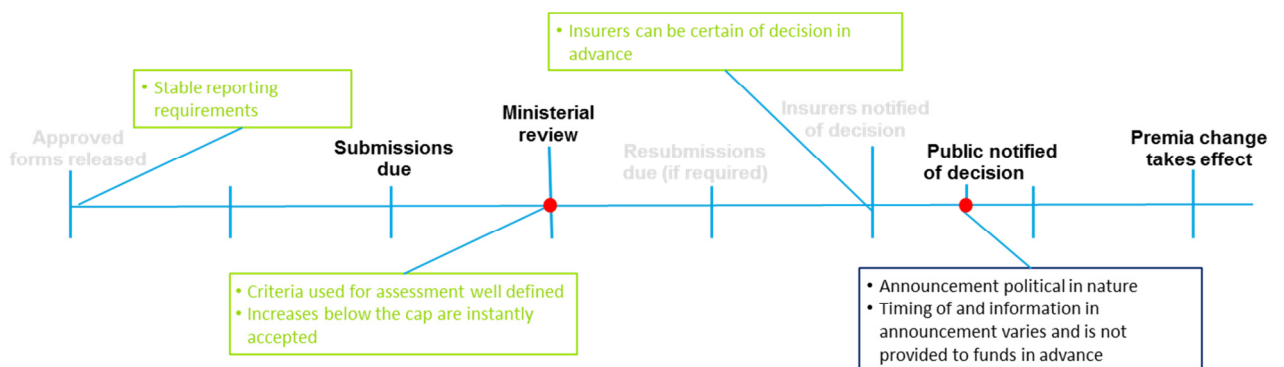 • Insurers can be certain of decision in
advance
• Stable reporting
requirements
Approved
forms released
Submissions
due
Ministerial
review
Resubmissions
due (if required)
Insurers notified
of decision
Public notified
of decision
Premia change
takes effect
• Criteria used for assessment well defined
• Increases below the cap are instantly
accepted
• Announcement political in nature
• Timing of and information in
announcement varies and is not
provided to funds in advance